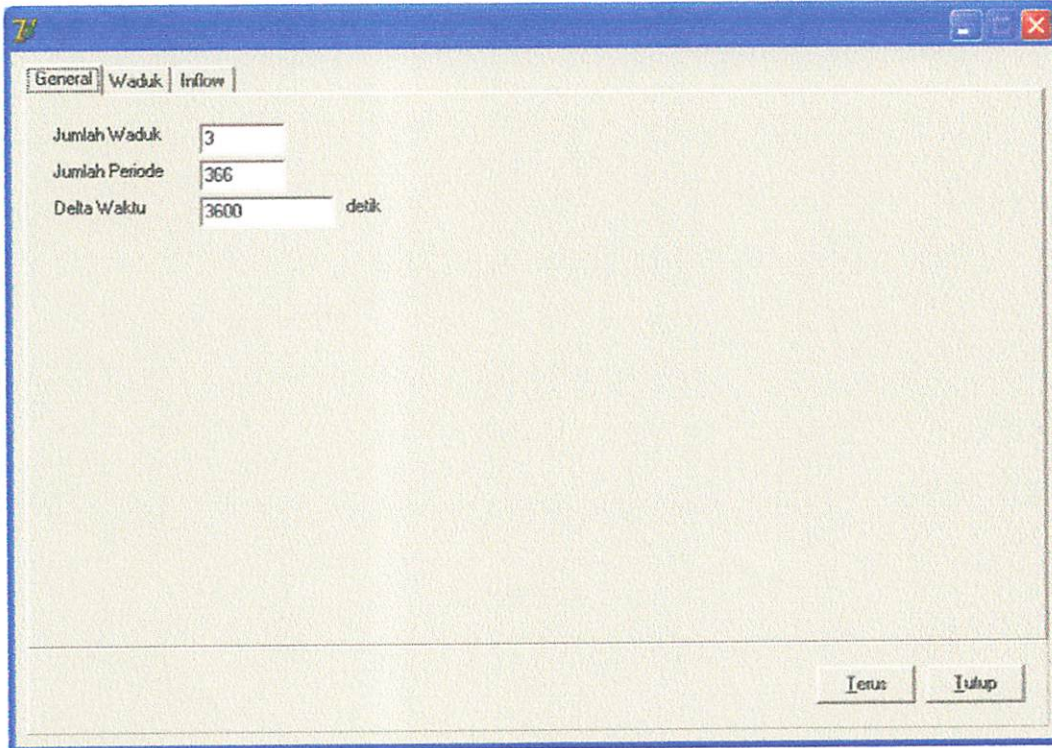 General Waduk Inflow
Jumlah Waduk 3
Jumlah Periode 366
Delta Waktu 3600 detik
Terus Tutup